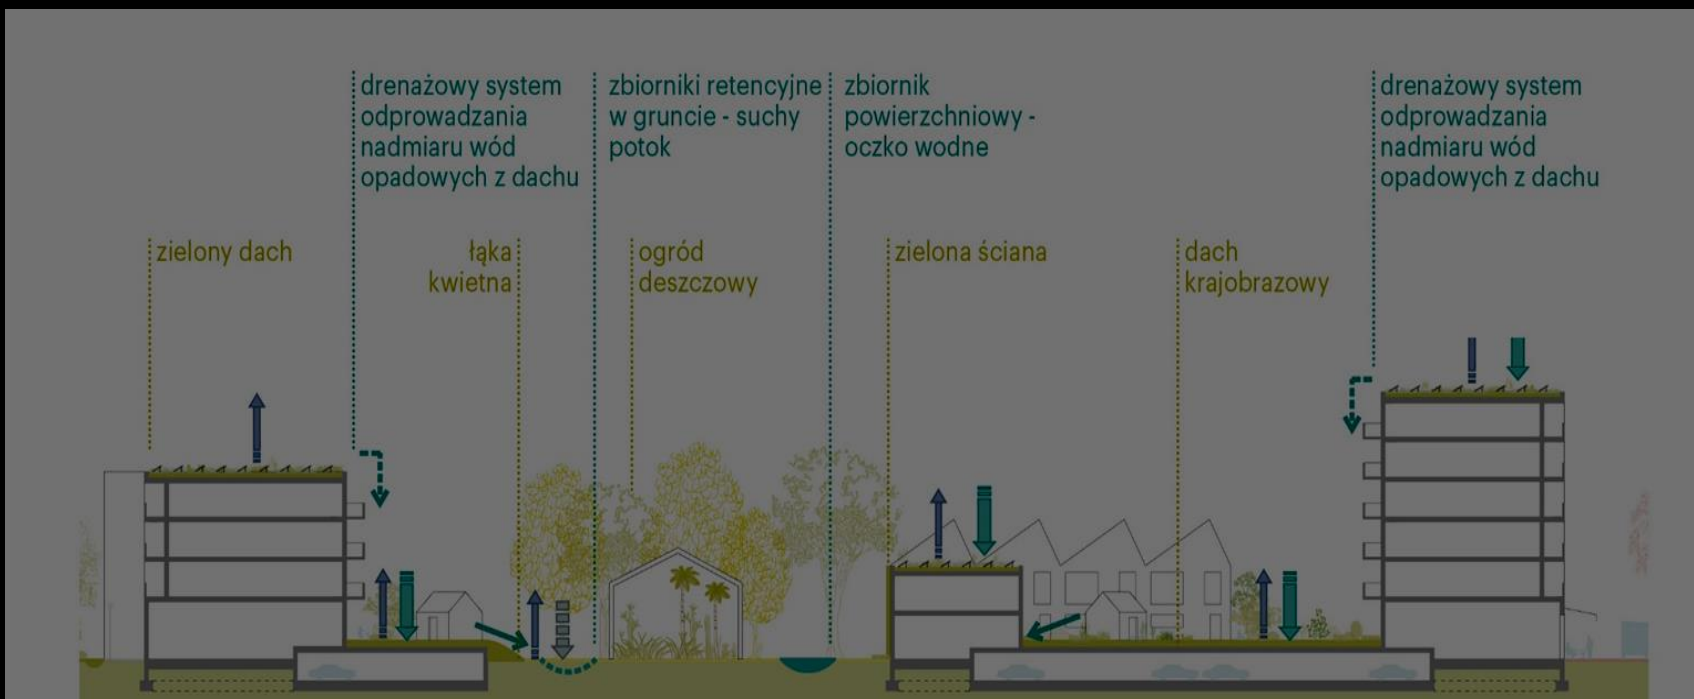 drenażowy system
odprowadzania
nadmiaru wód
opadowych z dachu
zbiorniki retencyjne
w gruncie - suchy
potok
zbiornik
powierzchniowy -
oczko wodne
drenażowy system
odprowadzania
nadmiaru wód
opadowych z dachu
zielony dach
łąka
kwietna
ogród
deszczowy
zielona ściana
dach
krajobrazowy